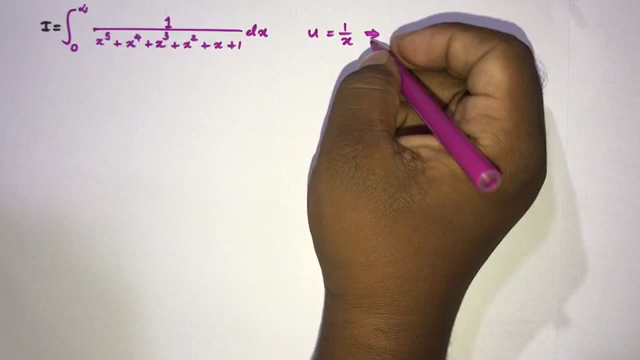 I = ∫₀^∞ 1/(x⁵ + x⁴ + x³ + x² + x + 1) dx   u = 1/x ⇒